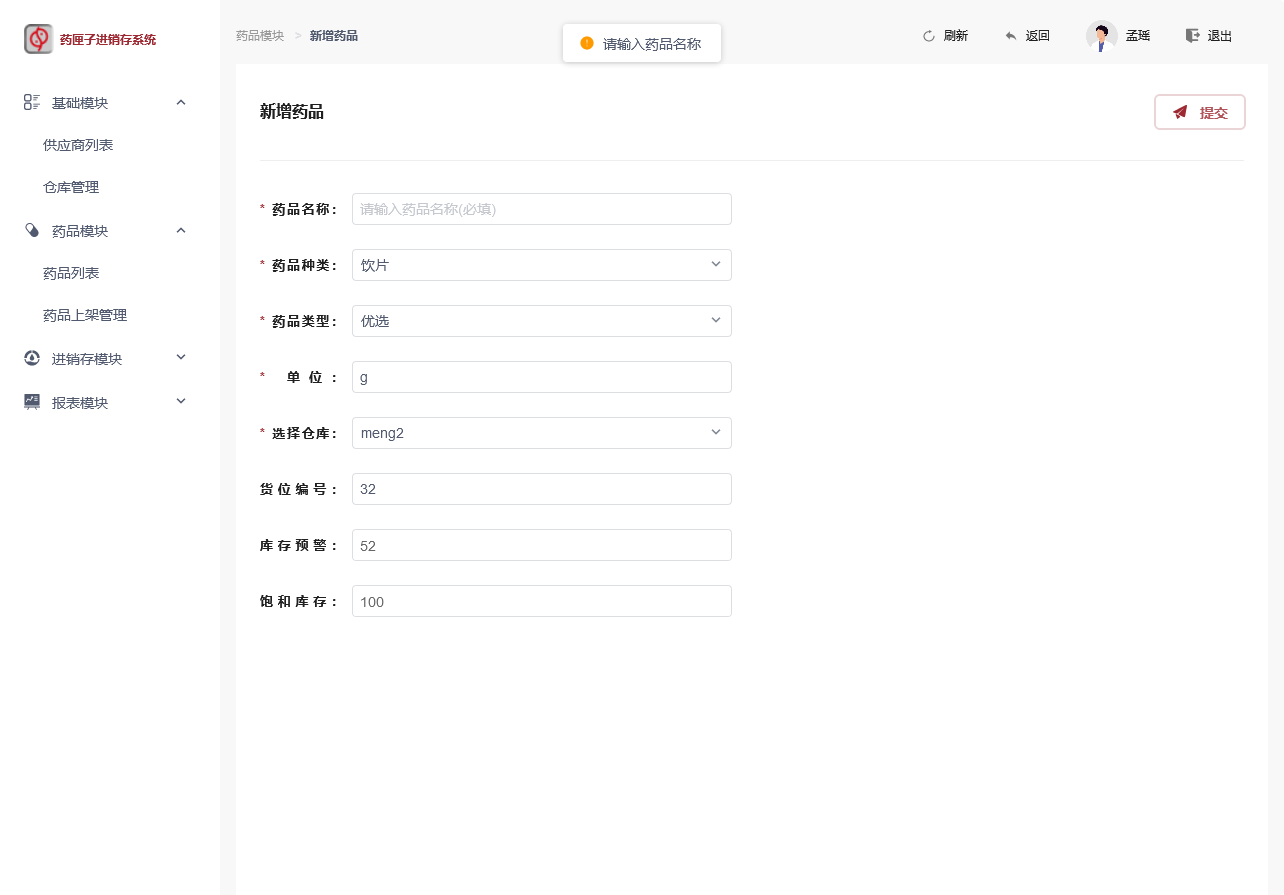 药匣子进销存系统
基础模块
供应商列表
仓库管理
药品模块
药品列表
药品上架管理
进销存模块
报表模块
药品模块 > 新增药品
请输入药品名称
刷新
返回
孟瑶
退出
新增药品
提交
* 药品名称: 请输入药品名称(必填)
* 药品种类: 饮片
* 药品类型: 优选
* 单位: g
* 选择仓库: meng2
货位编号: 32
库存预警: 52
饱和库存: 100